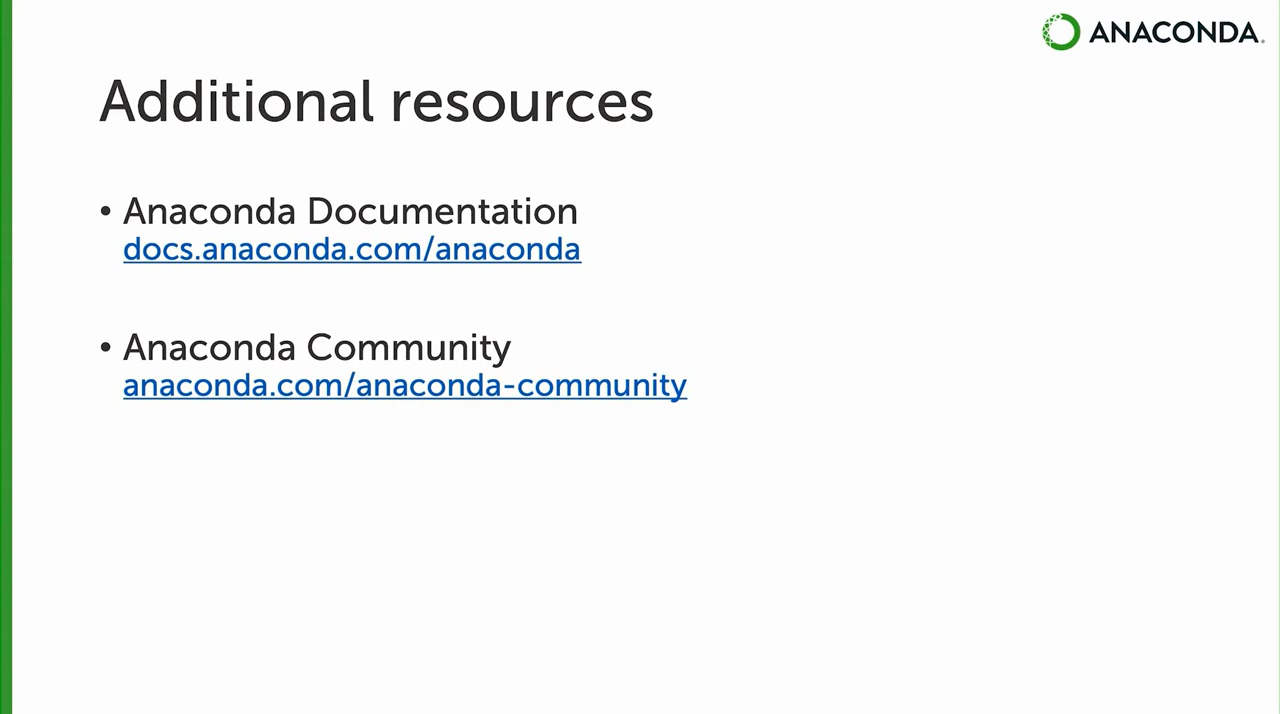 ANACONDA.
Additional resources
• Anaconda Documentation
docs.anaconda.com/anaconda
• Anaconda Community
anaconda.com/anaconda-community